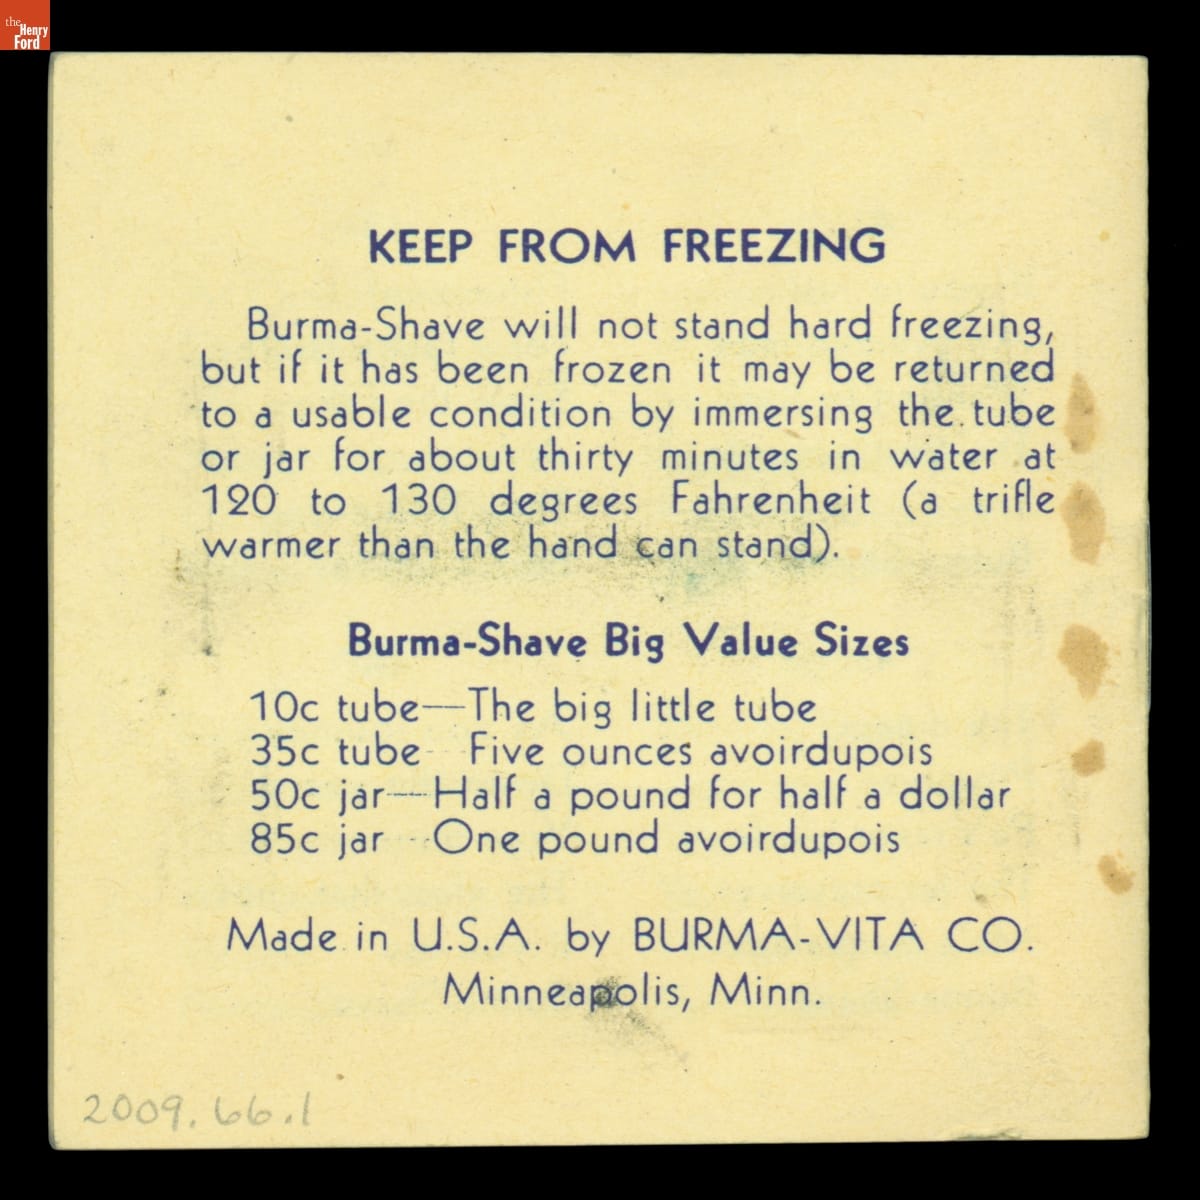 the
Henry
Ford
KEEP FROM FREEZING
Burma-Shave will not stand hard freezing,
but if it has been frozen it may be returned
to a usable condition by immersing the tube
or jar for about thirty minutes in water at
120 to 130 degrees Fahrenheit (a trifle
warmer than the hand can stand).
Burma-Shave Big Value Sizes
10c tube—The big little tube
35c tube—Five ounces avoirdupois
50c jar—Half a pound for half a dollar
85c jar—One pound avoirdupois
Made in U.S.A. by BURMA-VITA CO.
Minneapolis, Minn.
2009.66.1